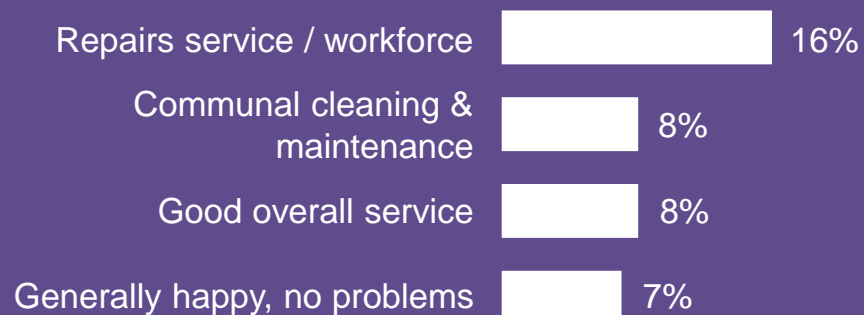 Repairs service / workforce 16%
Communal cleaning &
maintenance 8%
Good overall service 8%
Generally happy, no problems 7%